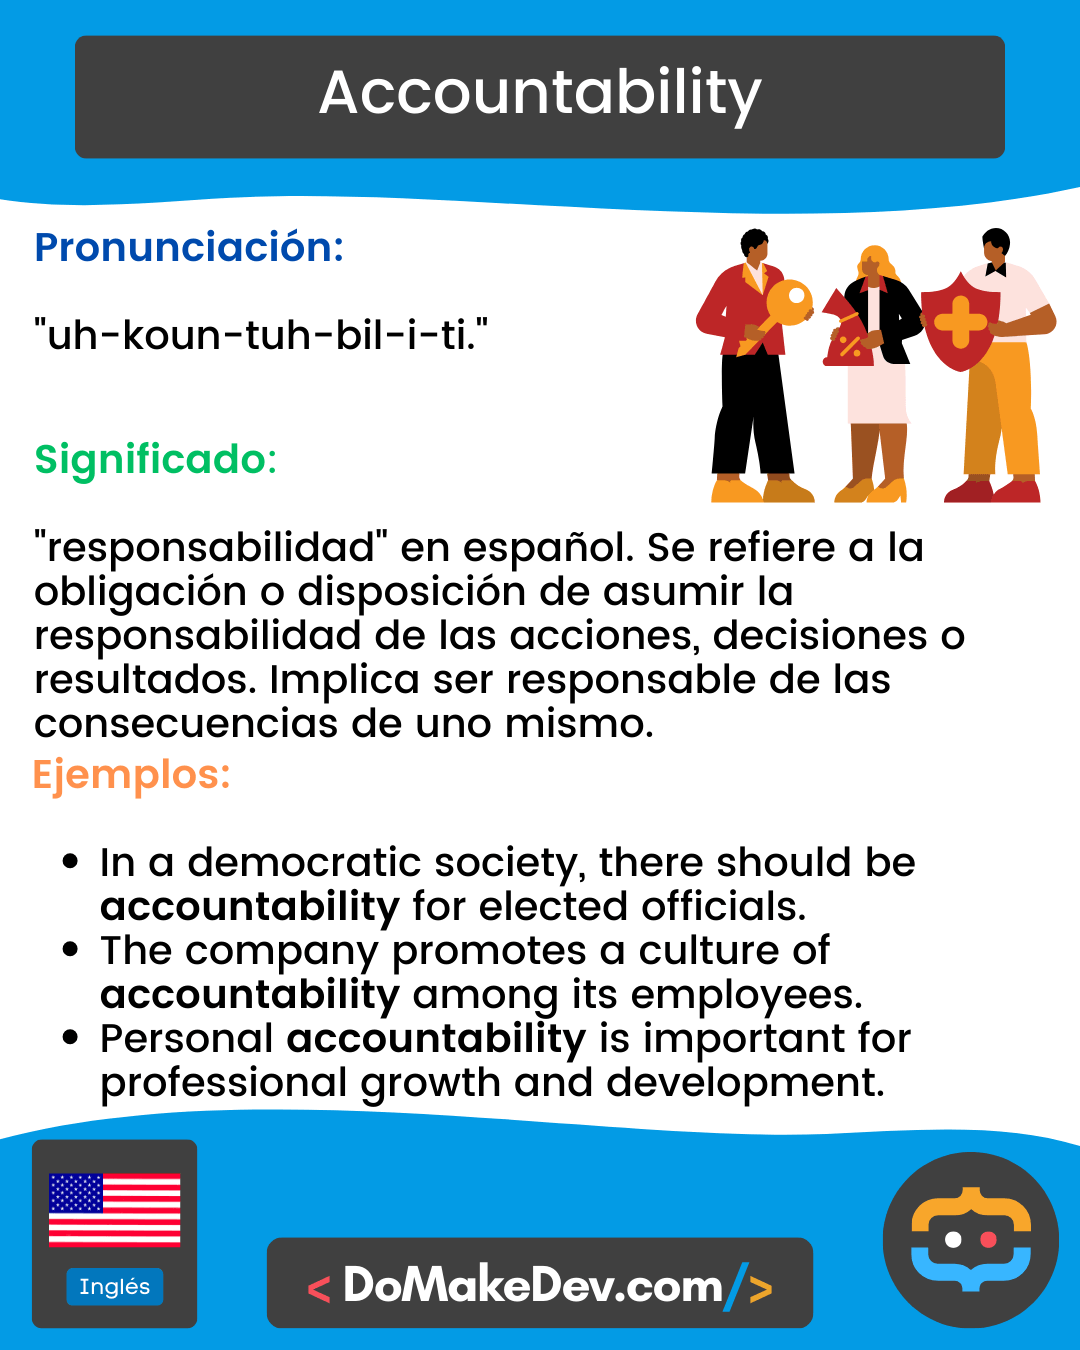 Accountability
Pronunciación:
"uh-koun-tuh-bil-i-ti."
Significado:
"responsabilidad" en español. Se refiere a la
obligación o disposición de asumir la
responsabilidad de las acciones, decisiones o
resultados. Implica ser responsable de las
consecuencias de uno mismo.
Ejemplos:
• In a democratic society, there should be
accountability for elected officials.
• The company promotes a culture of
accountability among its employees.
• Personal accountability is important for
professional growth and development.
Inglés
< DoMakeDev.com/>